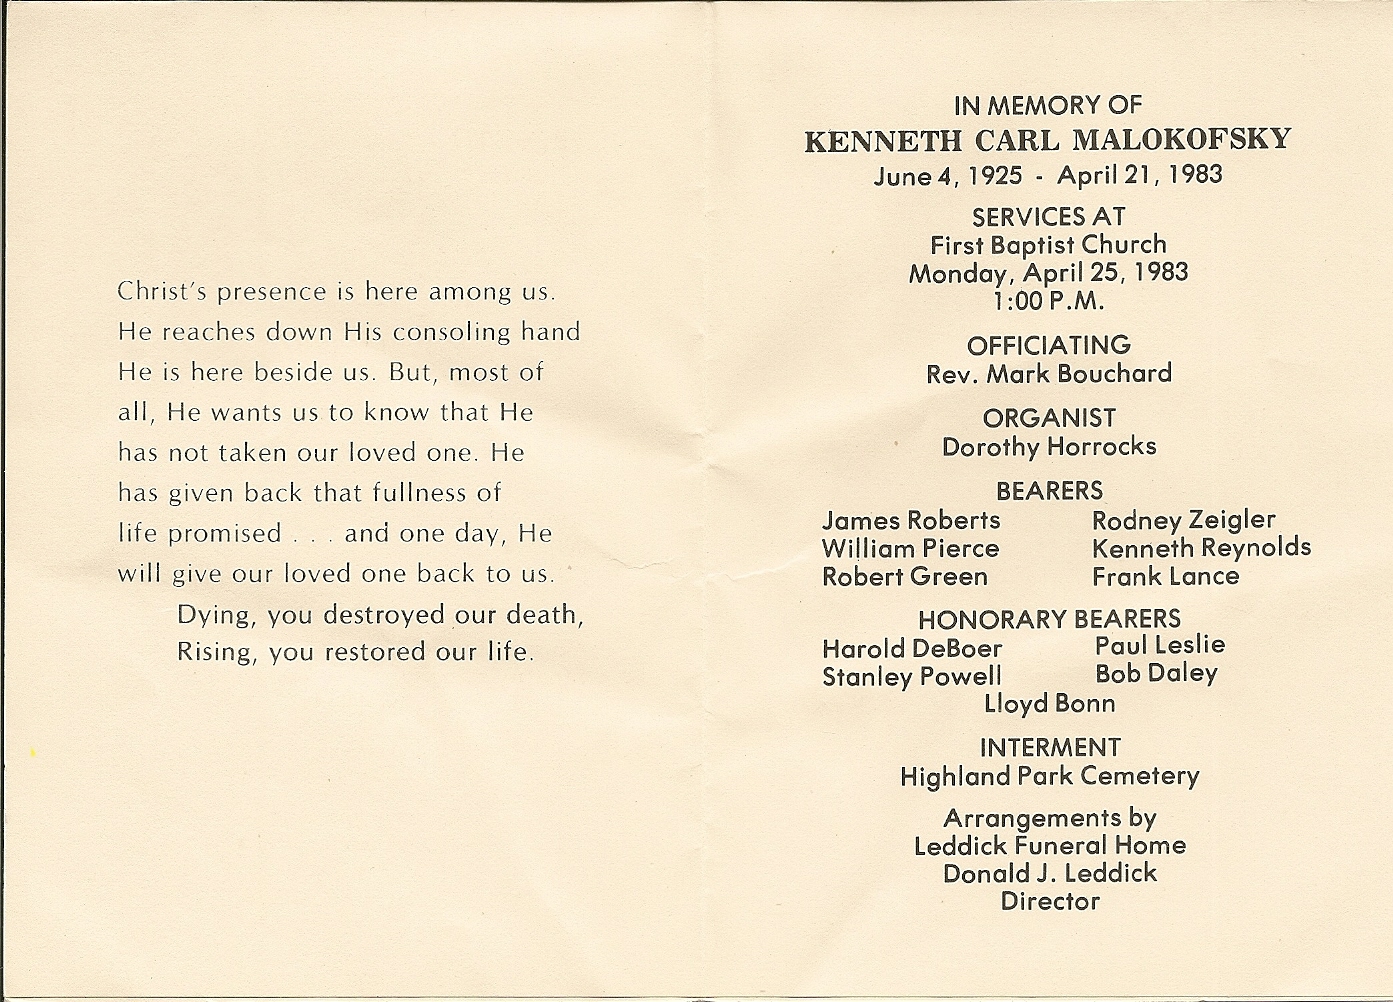 Christ's presence is here among us.
He reaches down His consoling hand
He is here beside us. But, most of
all, He wants us to know that He
has not taken our loved one. He
has given back that fullness of
life promised . . . and one day, He
will give our loved one back to us.
Dying, you destroyed our death,
Rising, you restored our life.
IN MEMORY OF
KENNETH CARL MALOKOFSKY
June 4, 1925 - April 21, 1983
SERVICES AT
First Baptist Church
Monday, April 25, 1983
1:00 P.M.
OFFICIATING
Rev. Mark Bouchard
ORGANIST
Dorothy Horrocks
BEARERS
James Roberts Rodney Zeigler
William Pierce Kenneth Reynolds
Robert Green Frank Lance
HONORARY BEARERS
Harold DeBoer Paul Leslie
Stanley Powell Bob Daley
Lloyd Bonn
INTERMENT
Highland Park Cemetery
Arrangements by
Leddick Funeral Home
Donald J. Leddick
Director